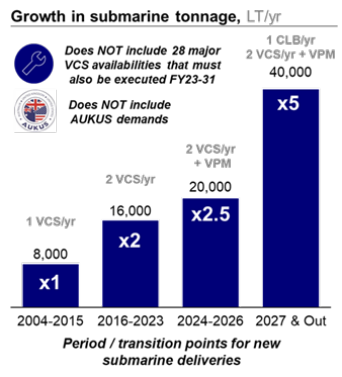 Growth in submarine tonnage, LT/yr
Does NOT include 28 major
VCS availabilities that must
also be executed FY23-31
AUKUS
Does NOT include
AUKUS demands
1 CLB/yr
2 VCS/yr + VPM
40,000
x5
2 VCS/yr
+ VPM
20,000
x2.5
2 VCS/yr
16,000
x2
1 VCS/yr
8,000
x1
2004-2015
2016-2023
2024-2026
2027 & Out
Period / transition points for new
submarine deliveries